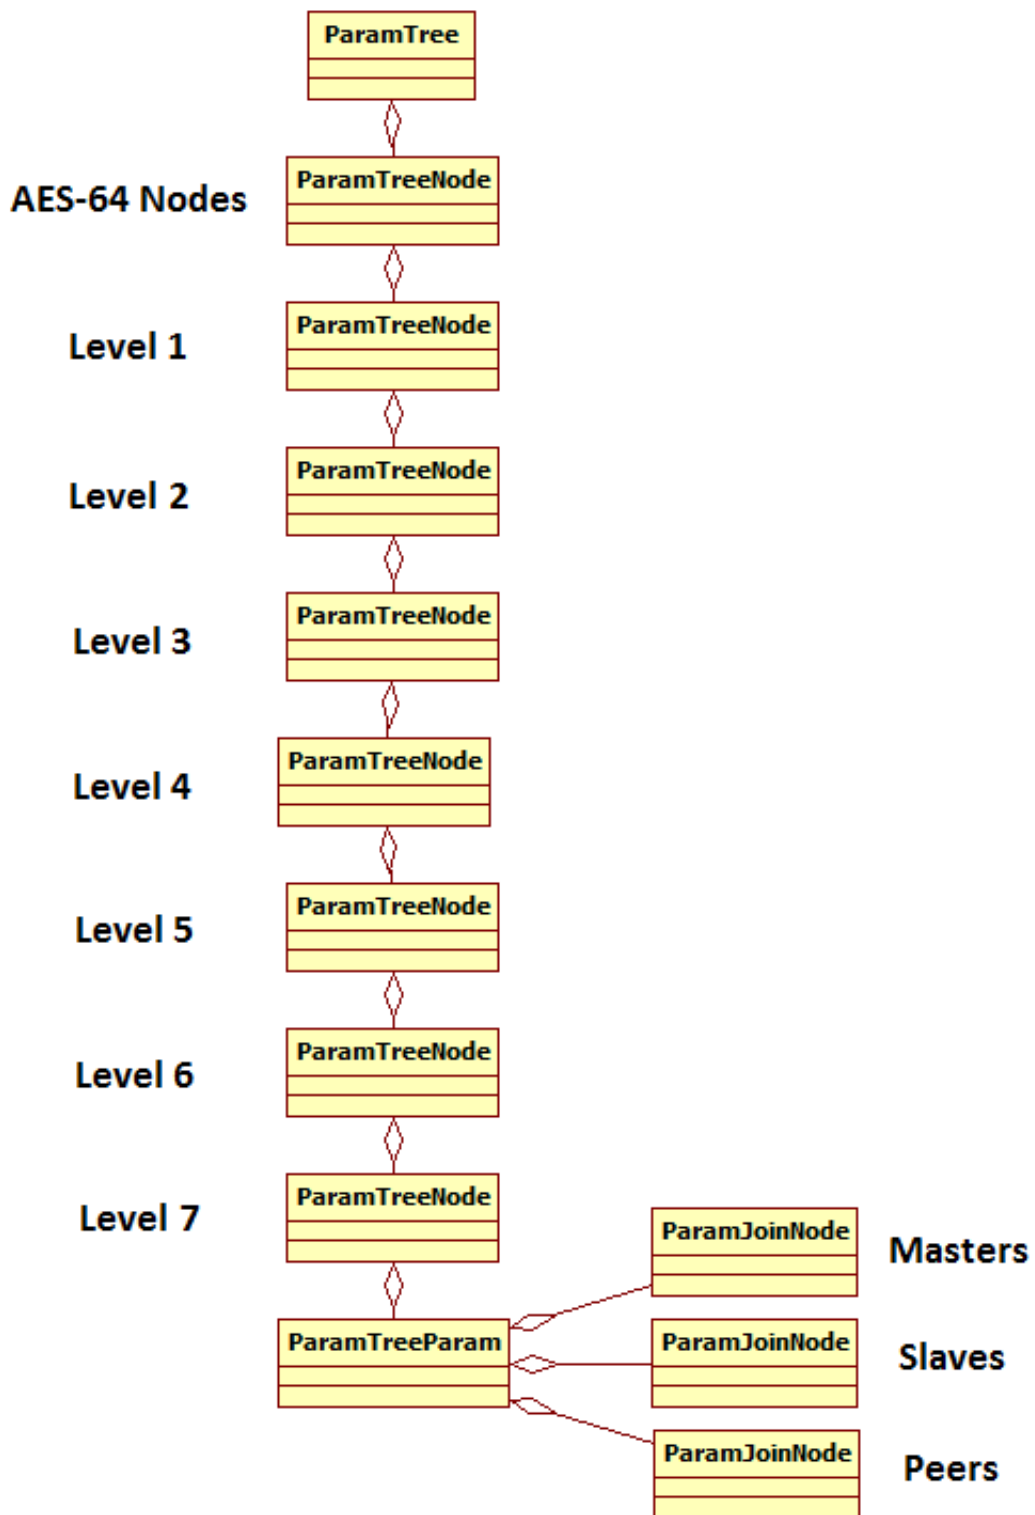 ParamTree
AES-64 Nodes
ParamTreeNode
Level 1
ParamTreeNode
Level 2
ParamTreeNode
Level 3
ParamTreeNode
Level 4
ParamTreeNode
Level 5
ParamTreeNode
Level 6
ParamTreeNode
Level 7
ParamTreeNode
ParamJoinNode
Masters
ParamTreeParam
ParamJoinNode
Slaves
ParamJoinNode
Peers